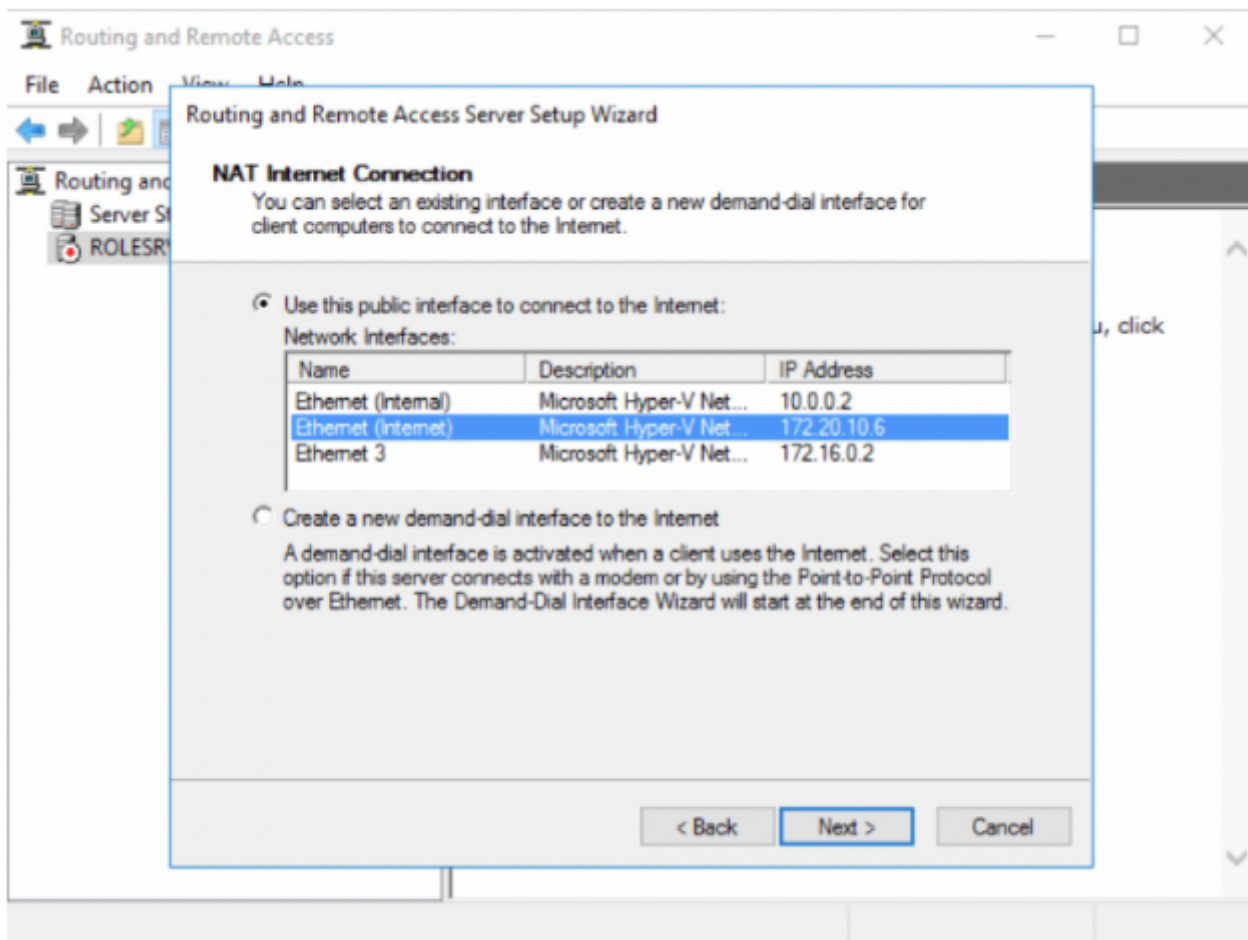 Routing and Remote Access
File Action View Help
Routing and Remote Access Server Setup Wizard
NAT Internet Connection
You can select an existing interface or create a new demand-dial interface for
client computers to connect to the Internet.
Routing and
Server St
ROLESR
Use this public interface to connect to the Internet:
Network Interfaces:
Name Description IP Address
Ethernet (Internal) Microsoft Hyper-V Net... 10.0.0.2
Ethernet (Internet) Microsoft Hyper-V Net... 172.20.10.6
Ethernet 3 Microsoft Hyper-V Net... 172.16.0.2
u, click
Create a new demand-dial interface to the Internet
A demand-dial interface is activated when a client uses the Internet. Select this
option if this server connects with a modem or by using the Point-to-Point Protocol
over Ethernet. The Demand-Dial Interface Wizard will start at the end of this wizard.
< Back Next > Cancel